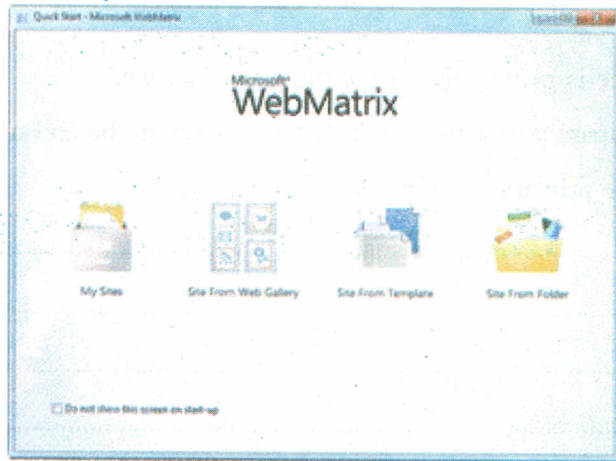 Quick Start - Microsoft WebMatrix
Microsoft®
WebMatrix
My Sites
Site From Web Gallery
Site From Template
Site From Folder
Do not show this screen on start-up